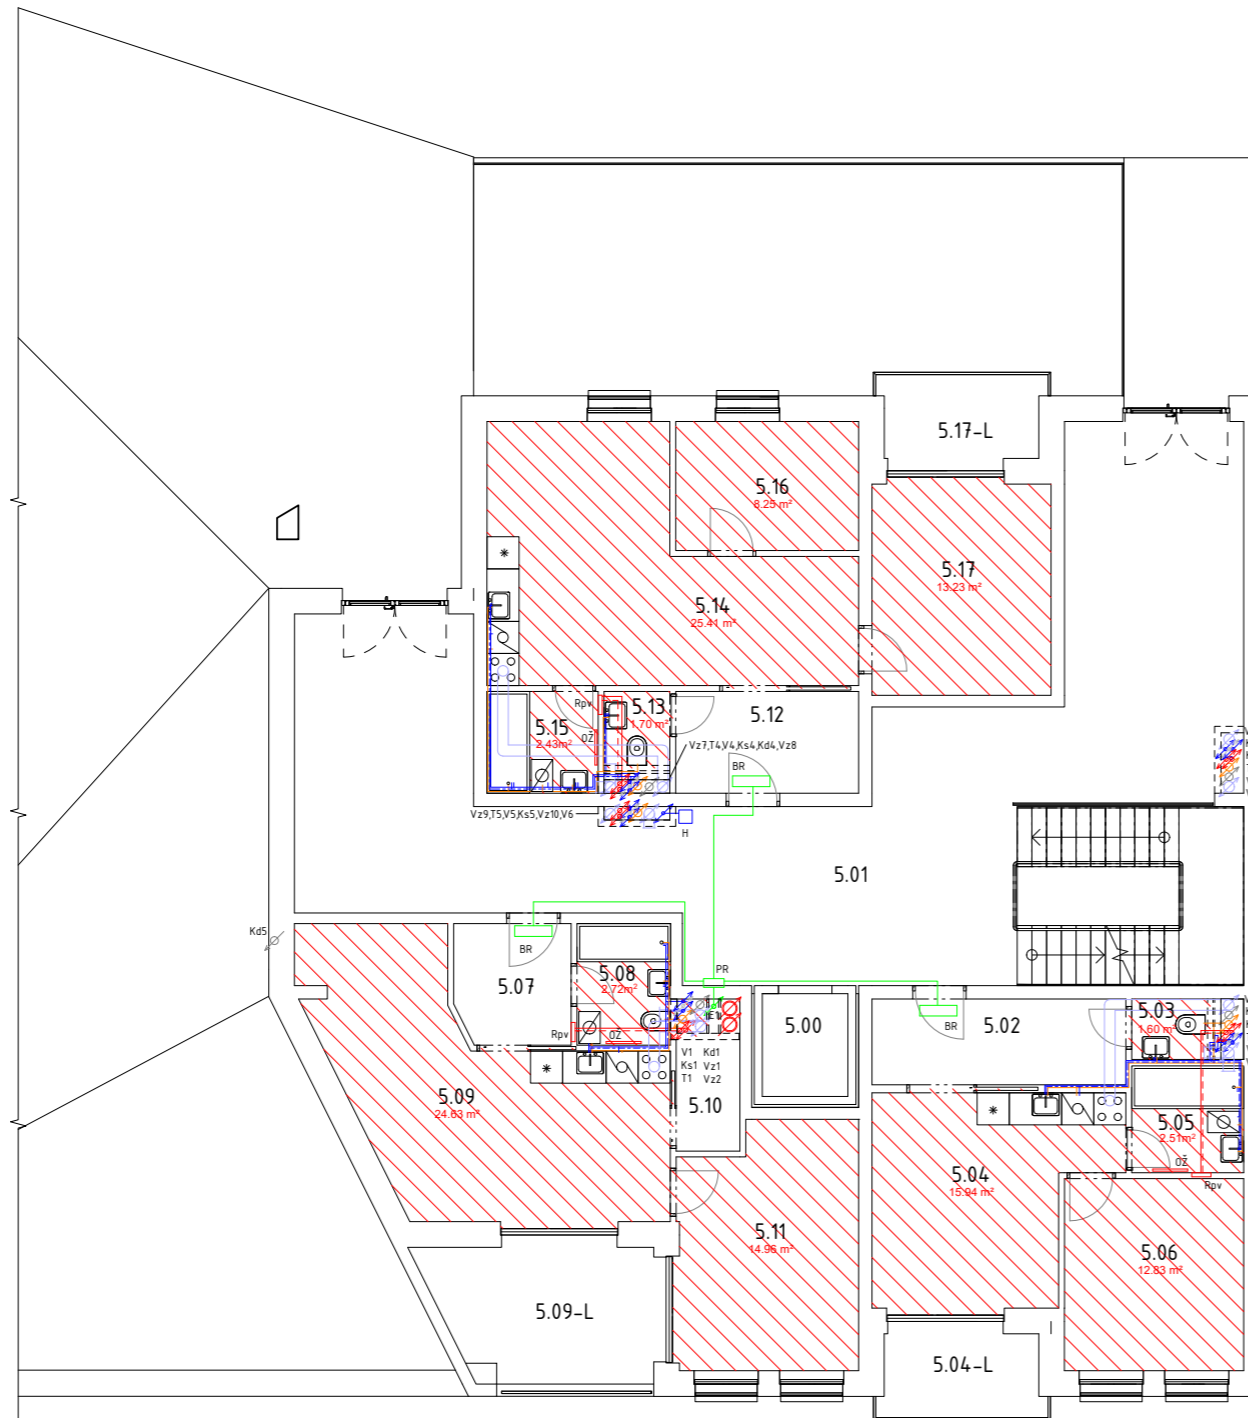 5.17-L
5.16
8.25 m²
5.17
13.23 m²
5.14
25.41 m²
Rpv
5.13
1.70 m²
5.12
5.15
2.43m²
OŽ
Vz7,T4,V4,Ks4,Kd4,Vz8
BR
Vz9,T5,V5,Ks5,Vz10,V6
H
5.01
Kd5
BR
5.08
2.72m²
5.07
PR
Rpv
OŽ
5.00
BR
5.02
5.03
1.60 m²
V1 Kd1
Ks1 Vz1
T1 Vz2
5.10
5.09
24.63 m²
5.05
2.51m²
OŽ
Rpv
5.04
15.94 m²
5.11
14.96 m²
5.06
12.83 m²
5.09-L
5.04-L